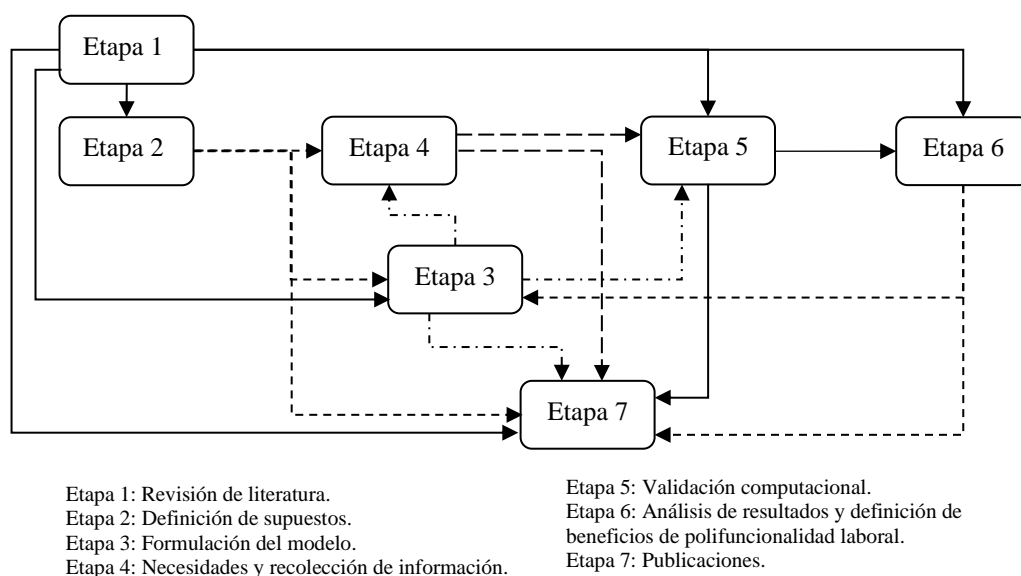 Etapa 1
Etapa 2
Etapa 4
Etapa 5
Etapa 6
Etapa 3
Etapa 7
Etapa 1: Revisión de literatura.
Etapa 2: Definición de supuestos.
Etapa 3: Formulación del modelo.
Etapa 4: Necesidades y recolección de información.
Etapa 5: Validación computacional.
Etapa 6: Análisis de resultados y definición de
beneficios de polifuncionalidad laboral.
Etapa 7: Publicaciones.